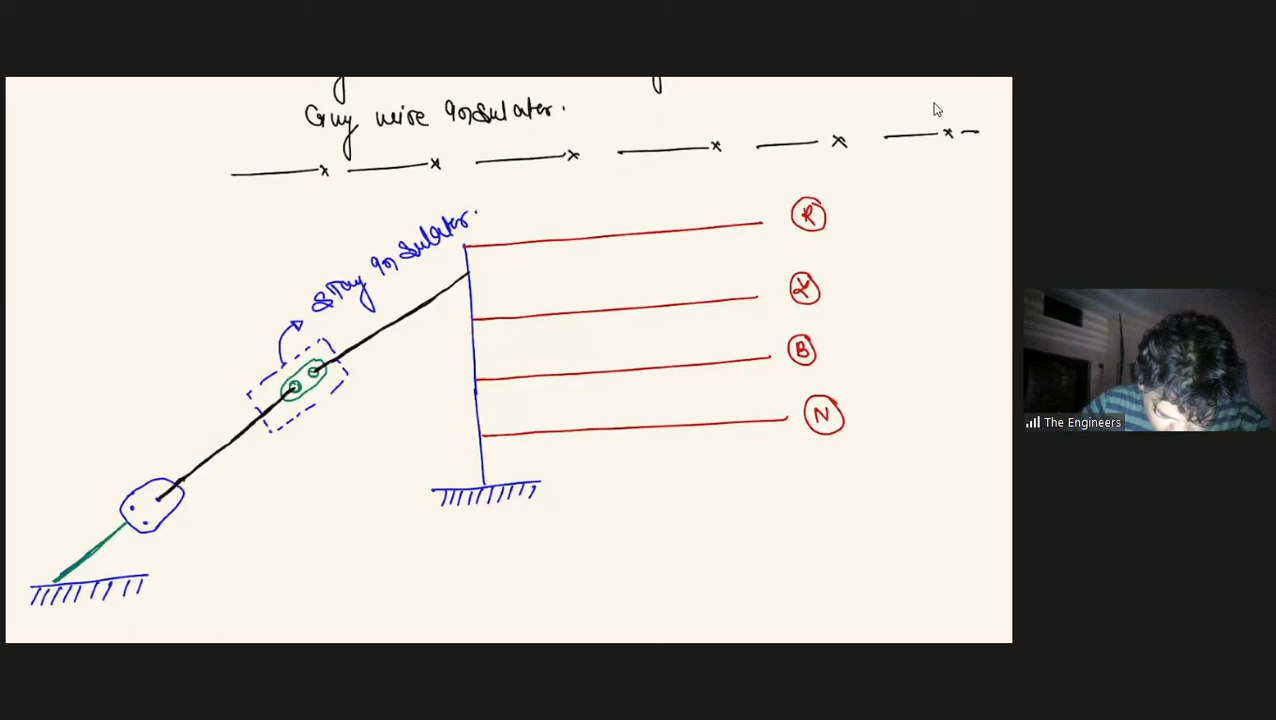 Guy wire Insulator.
Stay Insulator.
R
Y
B
N
The Engineers